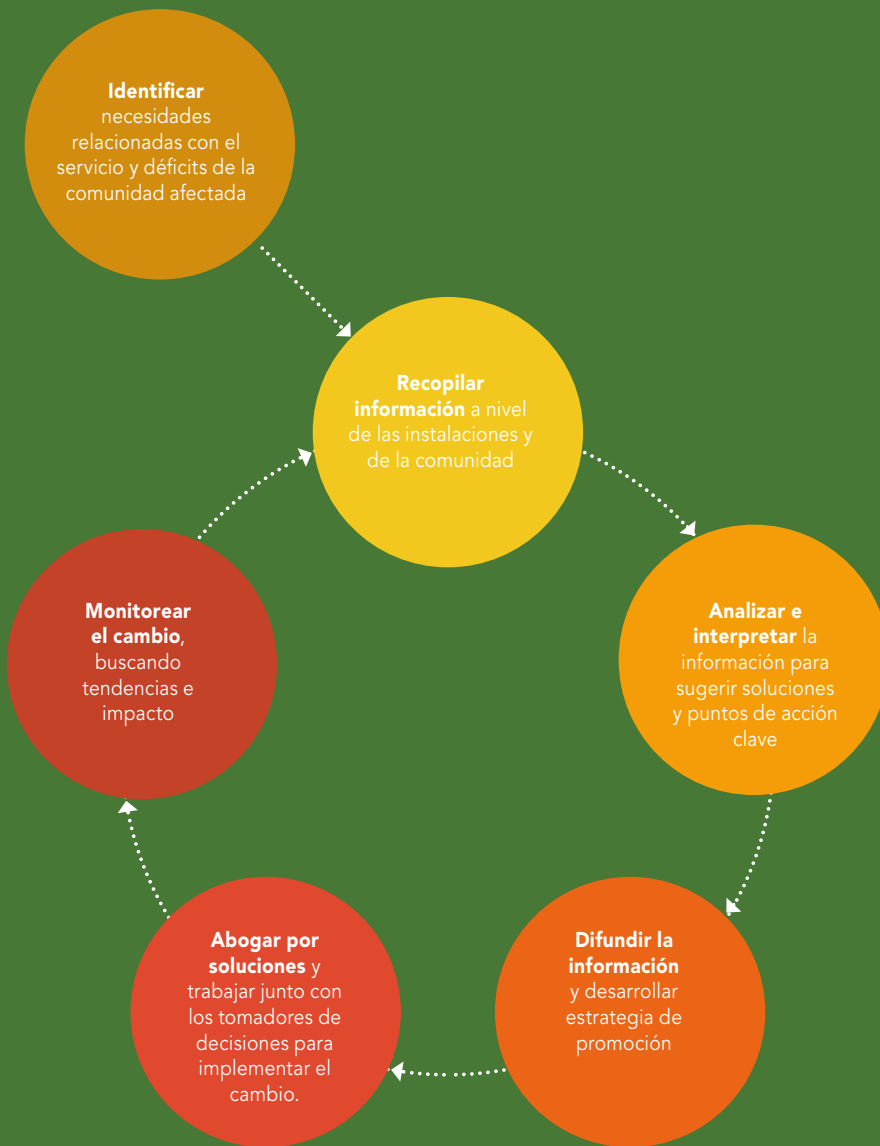 Identificar
necesidades
relacionadas con el
servicio y déficits de la
comunidad afectada
Recopilar
información a nivel
de las instalaciones y
de la comunidad
Analizar e
interpretar la
información para
sugerir soluciones
y puntos de acción
clave
Difundir la
información
y desarrollar
estrategia de
promoción
Abogar por
soluciones y
trabajar junto con
los tomadores de
decisiones para
implementar el
cambio.
Monitorear
el cambio,
buscando
tendencias e
impacto